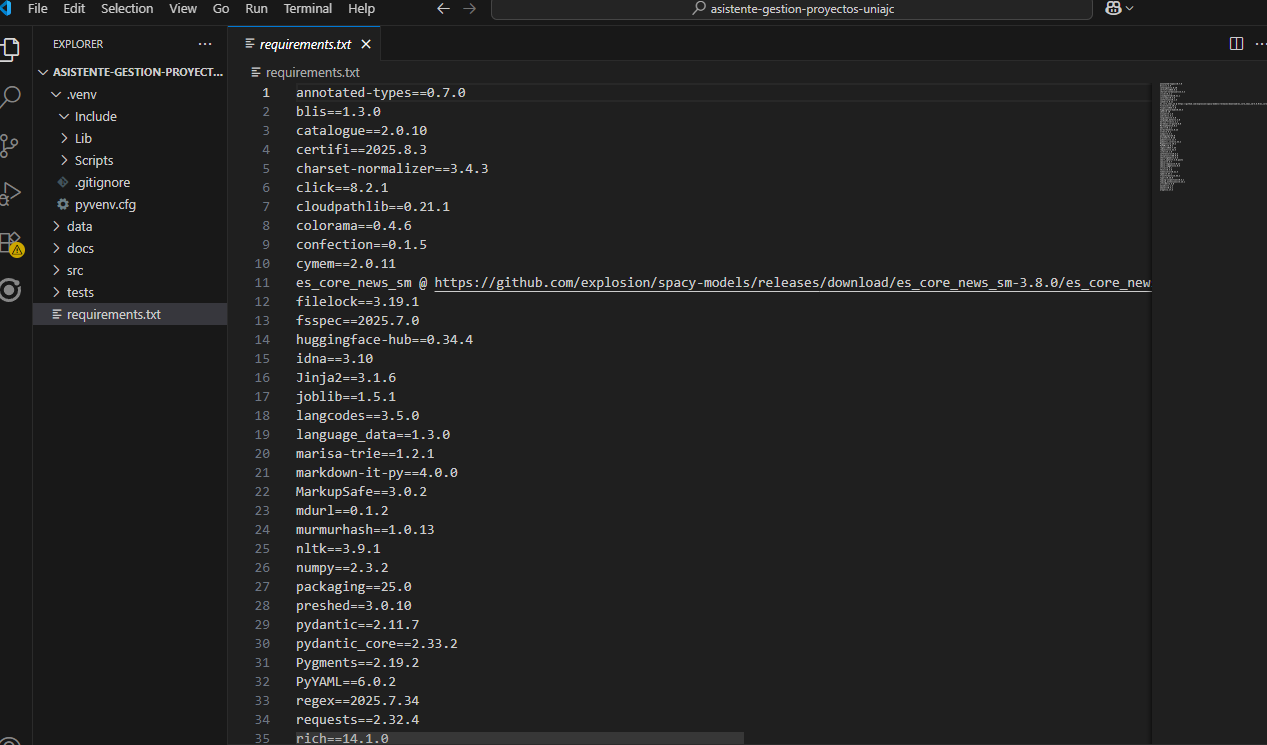 File Edit Selection View Go Run Terminal Help
asistente-gestion-proyectos-uniajc
EXPLORER
requirements.txt
ASISTENTE-GESTION-PROYECT...
requirements.txt
.venv
Include
Lib
Scripts
.gitignore
pyvenv.cfg
data
docs
src
tests
requirements.txt
1 annotated-types==0.7.0
2 blis==1.3.0
3 catalogue==2.0.10
4 certifi==2025.8.3
5 charset-normalizer==3.4.3
6 click==8.2.1
7 cloudpathlib==0.21.1
8 colorama==0.4.6
9 confection==0.1.5
10 cymem==2.0.11
11 es_core_news_sm @ https://github.com/explosion/spacy-models/releases/download/es_core_news_sm-3.8.0/es_core_new
12 filelock==3.19.1
13 fsspec==2025.7.0
14 huggingface-hub==0.34.4
15 idna==3.10
16 Jinja2==3.1.6
17 joblib==1.5.1
18 langcodes==3.5.0
19 language_data==1.3.0
20 marisa-trie==1.2.1
21 markdown-it-py==4.0.0
22 MarkupSafe==3.0.2
23 mdurl==0.1.2
24 murmurhash==1.0.13
25 nltk==3.9.1
26 numpy==2.3.2
27 packaging==25.0
28 preshed==3.0.10
29 pydantic==2.11.7
30 pydantic_core==2.33.2
31 Pygments==2.19.2
32 PyYAML==6.0.2
33 regex==2025.7.34
34 requests==2.32.4
35 rich==14.1.0